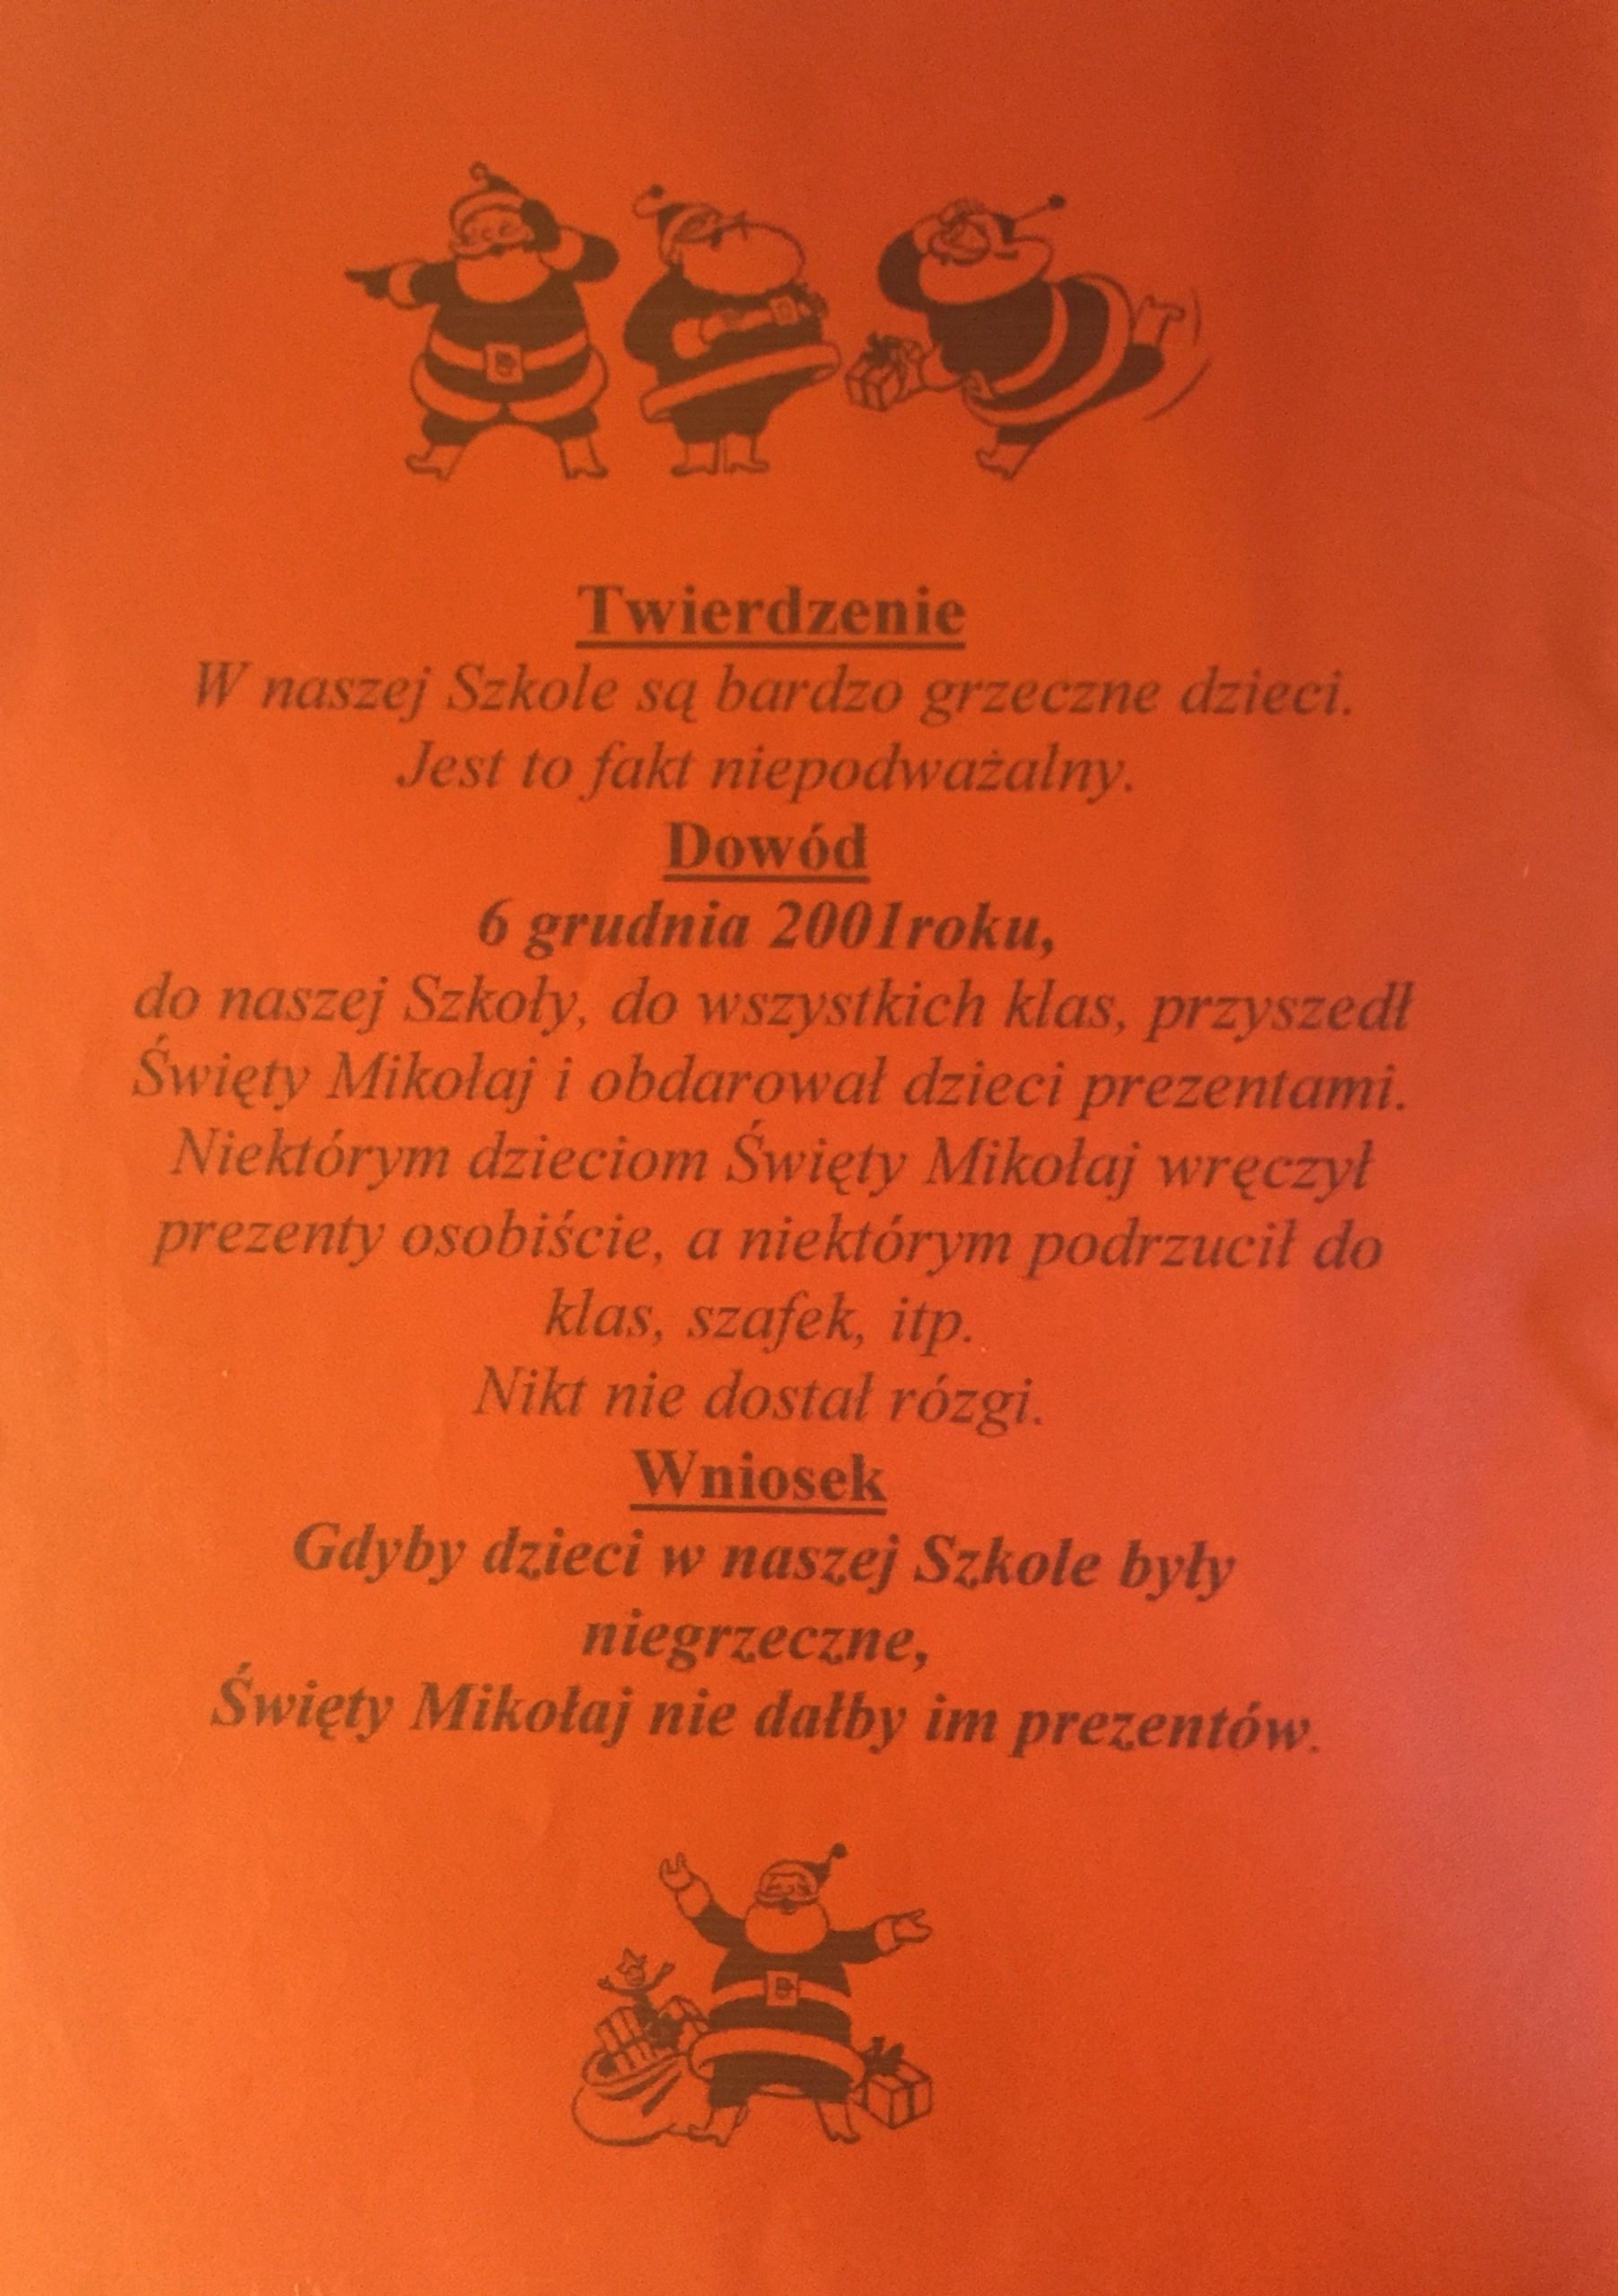 Twierdzenie
W naszej Szkole są bardzo grzeczne dzieci.
Jest to fakt niepodważalny.
Dowód
6 grudnia 2001roku,
do naszej Szkoły, do wszystkich klas, przyszedł
Święty Mikołaj i obdarował dzieci prezentami.
Niektórym dzieciom Święty Mikołaj wręczył
prezenty osobiście, a niektórym podrzucił do
klas, szafek, itp.
Nikt nie dostał rózgi.
Wniosek
Gdyby dzieci w naszej Szkole były
niegrzeczne,
Święty Mikołaj nie dałby im prezentów.